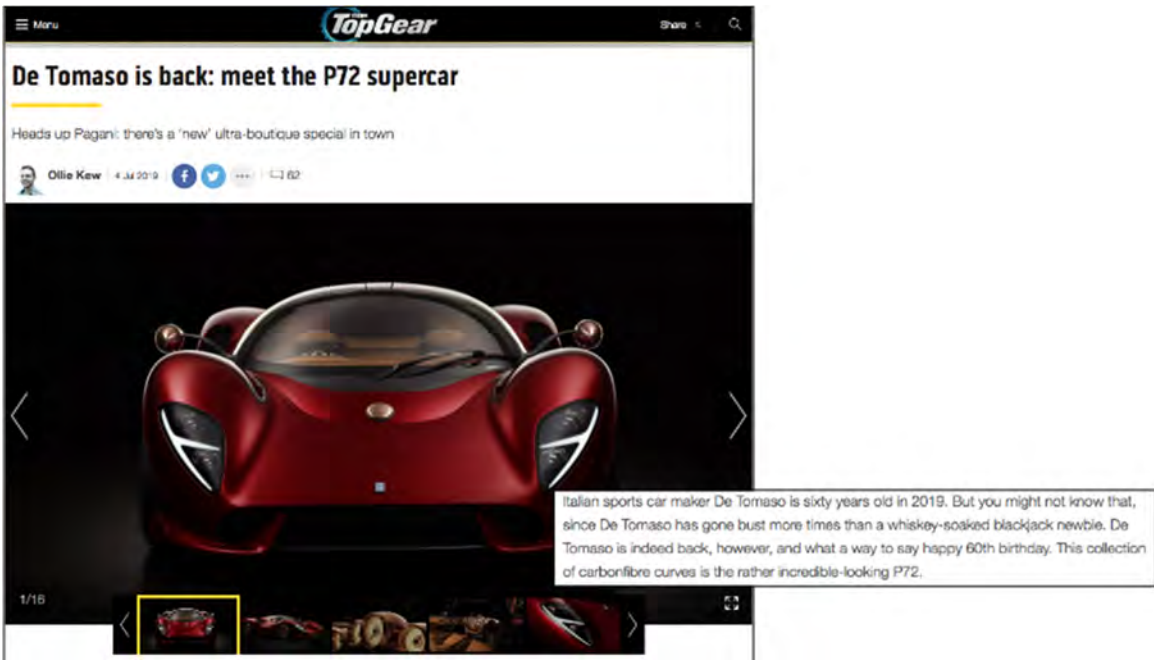 Menu
TopGear
Share
De Tomaso is back: meet the P72 supercar
Heads up Pagani: there's a 'new' ultra-boutique special in town
Ollie Kew 4 Jul 2019 62
Italian sports car maker De Tomaso is sixty years old in 2019. But you might not know that,
since De Tomaso has gone bust more times than a whiskey-soaked blackjack newbie. De
Tomaso is indeed back, however, and what a way to say happy 60th birthday. This collection
of carbonfibre curves is the rather incredible-looking P72.
1/16